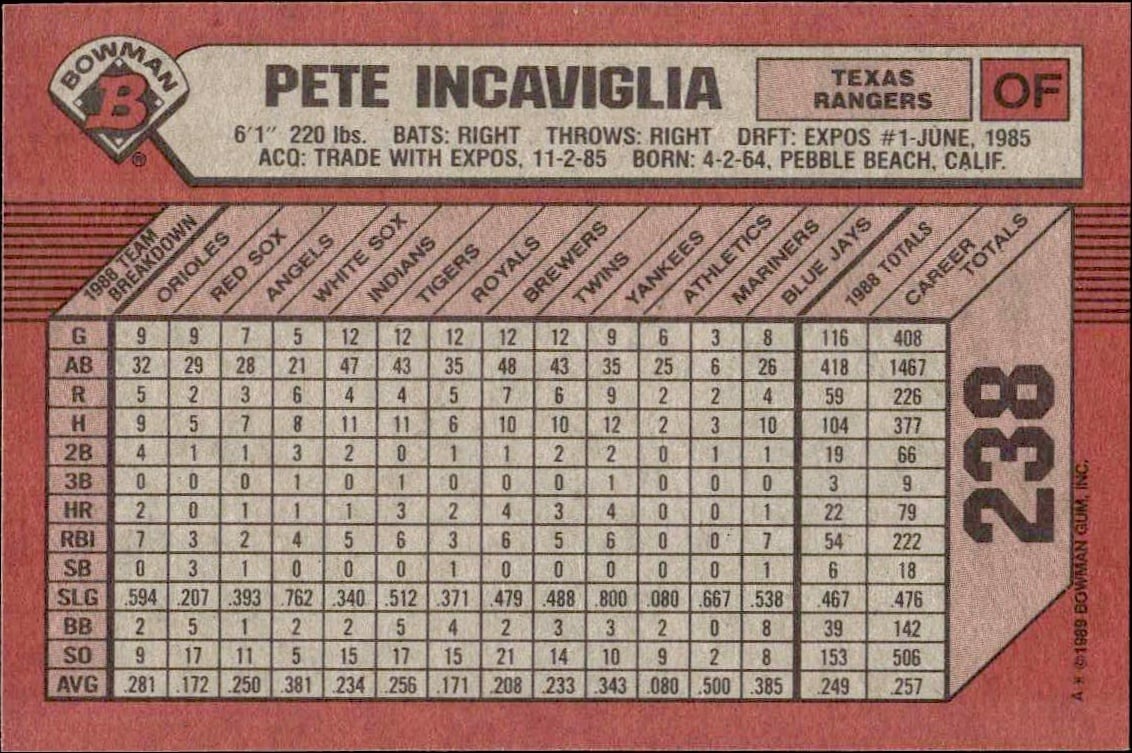 BOWMAN
B
®
PETE INCAVIGLIA
TEXAS
RANGERS
OF
6'1" 220 lbs. BATS: RIGHT THROWS: RIGHT DRFT: EXPOS #1-JUNE, 1985
ACQ: TRADE WITH EXPOS, 11-2-85 BORN: 4-2-64, PEBBLE BEACH, CALIF.
1988 TEAM
BREAKDOWN
ORIOLES
RED SOX
ANGELS
WHITE SOX
INDIANS
TIGERS
ROYALS
BREWERS
TWINS
YANKEES
ATHLETICS
MARINERS
BLUE JAYS
1988 TOTALS
CAREER
TOTALS
G 9 9 7 5 12 12 12 12 12 9 6 3 8 116 408
AB 32 29 28 21 47 43 35 48 43 35 25 6 26 418 1467
R 5 2 3 6 4 4 5 7 6 9 2 2 4 59 226
H 9 5 7 8 11 11 6 10 10 12 2 3 10 104 377
2B 4 1 1 3 2 0 1 1 2 2 0 1 1 19 66
3B 0 0 0 1 0 1 0 0 0 1 0 0 0 3 9
HR 2 0 1 1 1 3 2 4 3 4 0 0 1 22 79
RBI 7 3 2 4 5 6 3 6 5 6 0 0 7 54 222
SB 0 3 1 0 0 0 1 0 0 0 0 0 1 6 18
SLG .594 .207 .393 .762 .340 .512 .371 .479 .488 .800 .080 .667 .538 .467 .476
BB 2 5 1 2 2 5 4 2 3 3 2 0 8 39 142
SO 9 17 11 5 15 17 15 21 14 10 9 2 8 153 506
AVG .281 .172 .250 .381 .234 .256 .171 .208 .233 .343 .080 .500 .385 .249 .257
238
A * ©1989 BOWMAN GUM, INC.